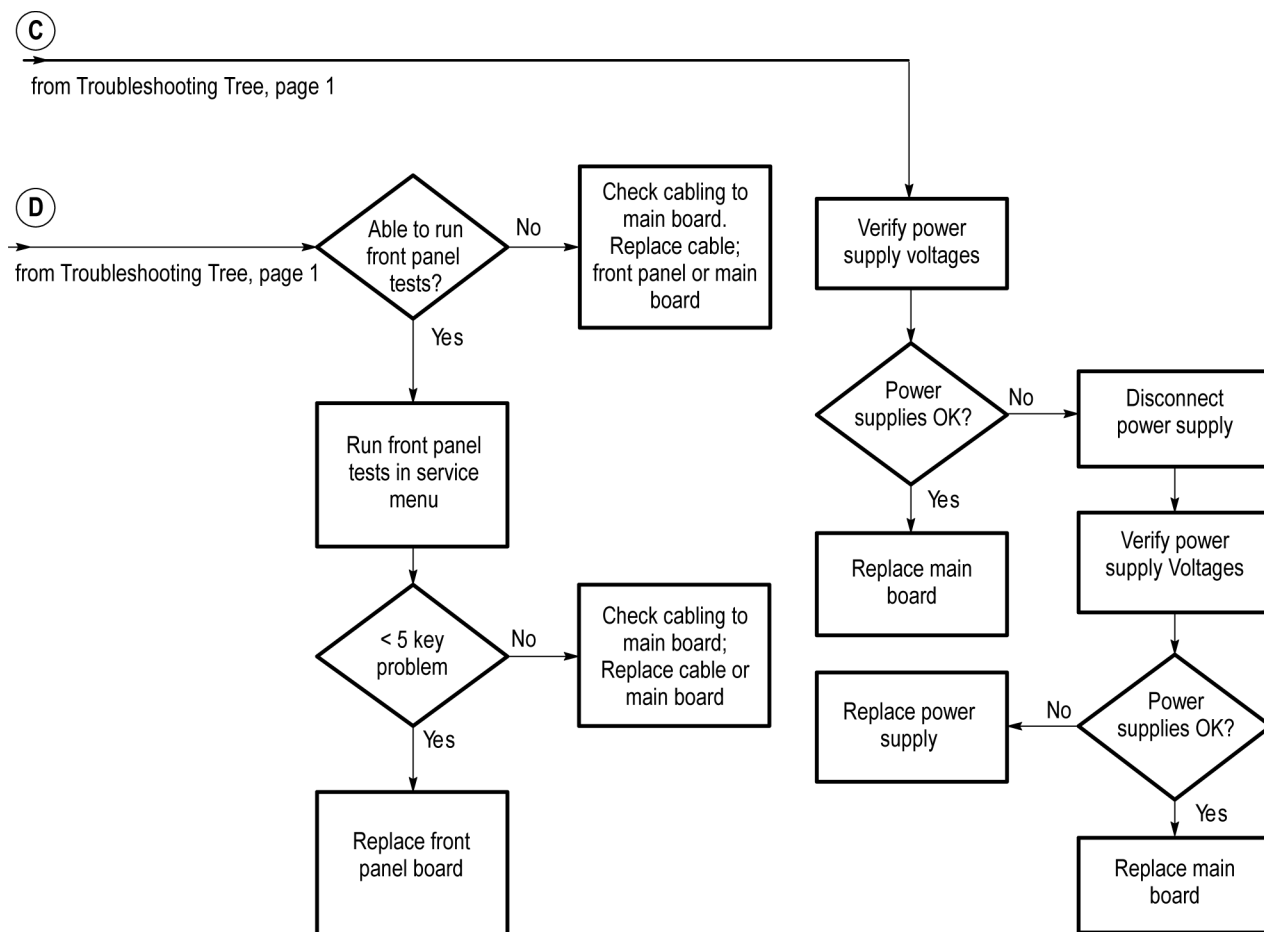 C
from Troubleshooting Tree, page 1
D
from Troubleshooting Tree, page 1
Able to run
front panel
tests?
No
Check cabling to
main board.
Replace cable;
front panel or main
board
Yes
Run front panel
tests in service
menu
< 5 key
problem
No
Check cabling to
main board;
Replace cable or
main board
Yes
Replace front
panel board
Verify power
supply voltages
Power
supplies OK?
No
Disconnect
power supply
Yes
Replace main
board
Verify power
supply Voltages
Power
supplies OK?
No
Replace power
supply
Yes
Replace main
board